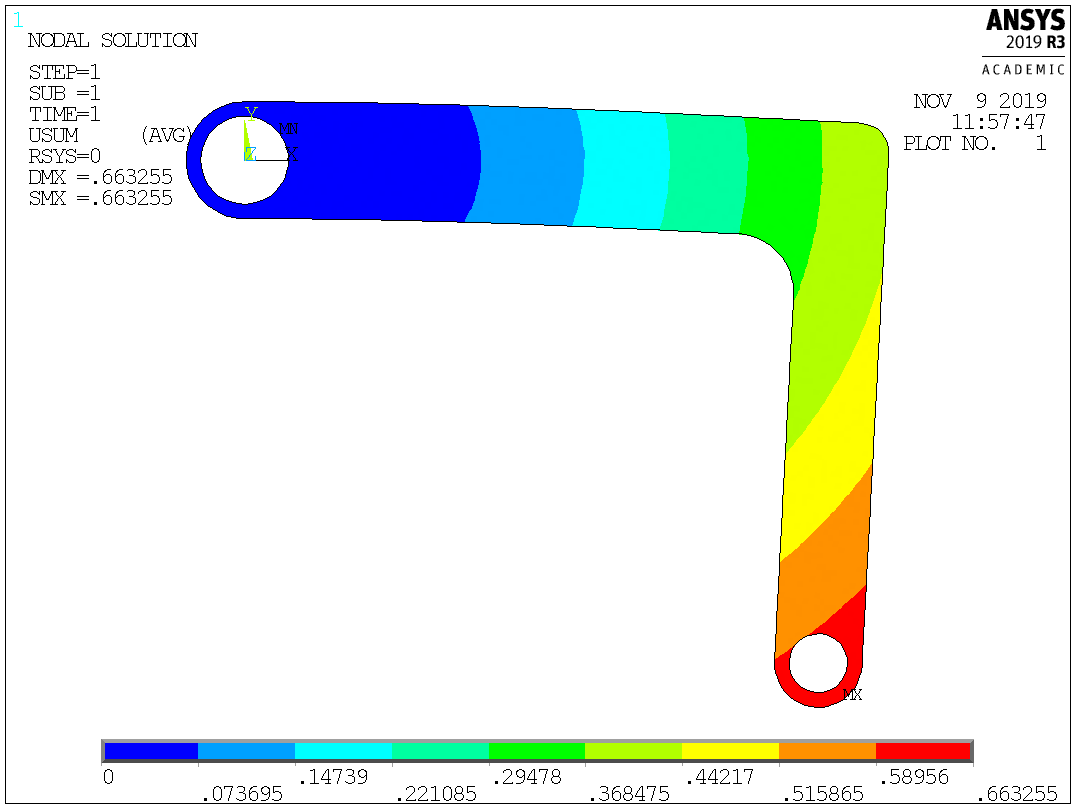 1
NODAL SOLUTION
STEP=1
SUB =1
TIME=1
USUM (AVG)
RSYS=0
DMX =.663255
SMX =.663255
ANSYS
2019 R3
ACADEMIC
NOV 9 2019
11:57:47
PLOT NO. 1
Y
MN
Z X
MX
0 .14739 .29478 .44217 .58956
.073695 .221085 .368475 .515865 .663255